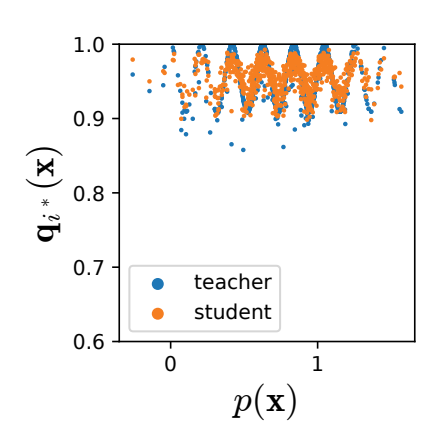 1.0
0.9
0.8
0.7
0.6
0
1
q_{i^*}(x)
p(x)
teacher
student